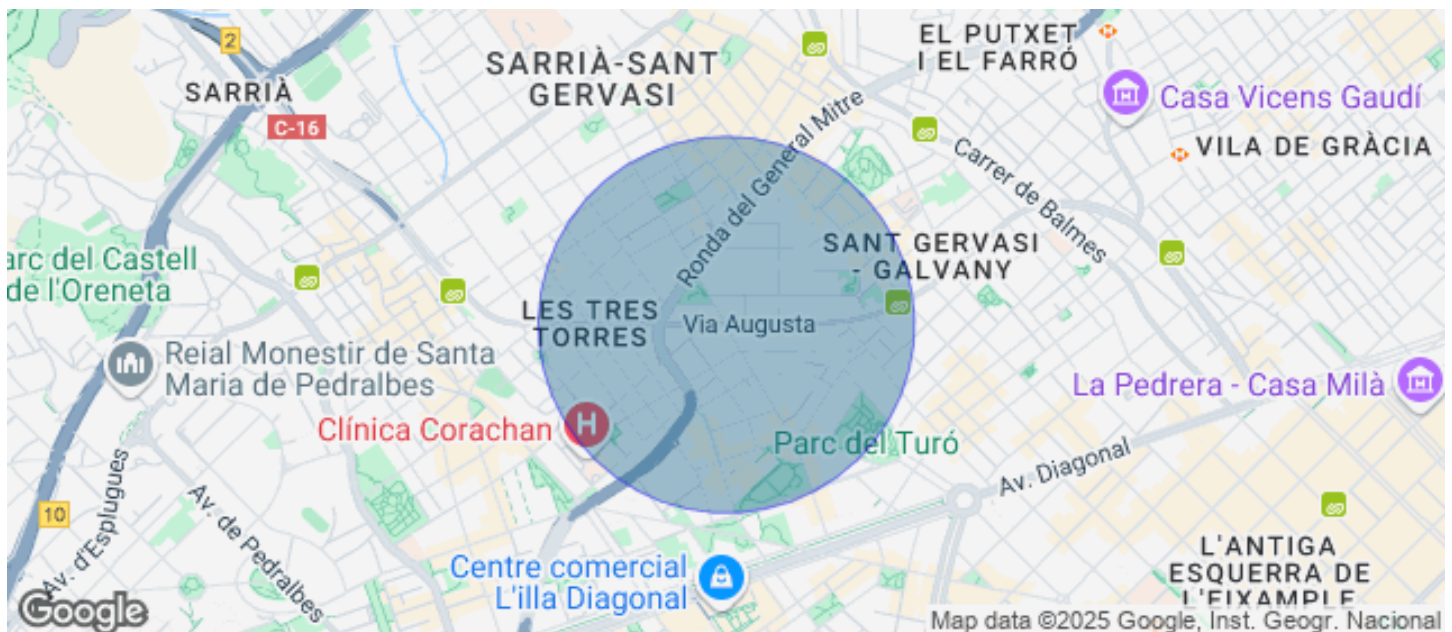 EL PUTXET
I EL FARRÓ
2
SARRIÀ-SANT
GERVASI
SARRIÀ
Casa Vicens Gaudí
C-16
Ronda del General Mitre
VILA DE GRÀCIA
Carrer de Balmes
arc del Castell
de l'Oreneta
SANT GERVASI
- GALVANY
LES TRES
TORRES
Via Augusta
Reial Monestir de Santa
Maria de Pedralbes
La Pedrera - Casa Milà
Clínica Corachan
H
Parc del Turó
Av. Diagonal
10
Av. d'Esplugues
Av. de Pedralbes
Centre comercial
L'illa Diagonal
L'ANTIGA
ESQUERRA DE
L'EIXAMPLE
Google
Map data ©2025 Google, Inst. Geogr. Nacional